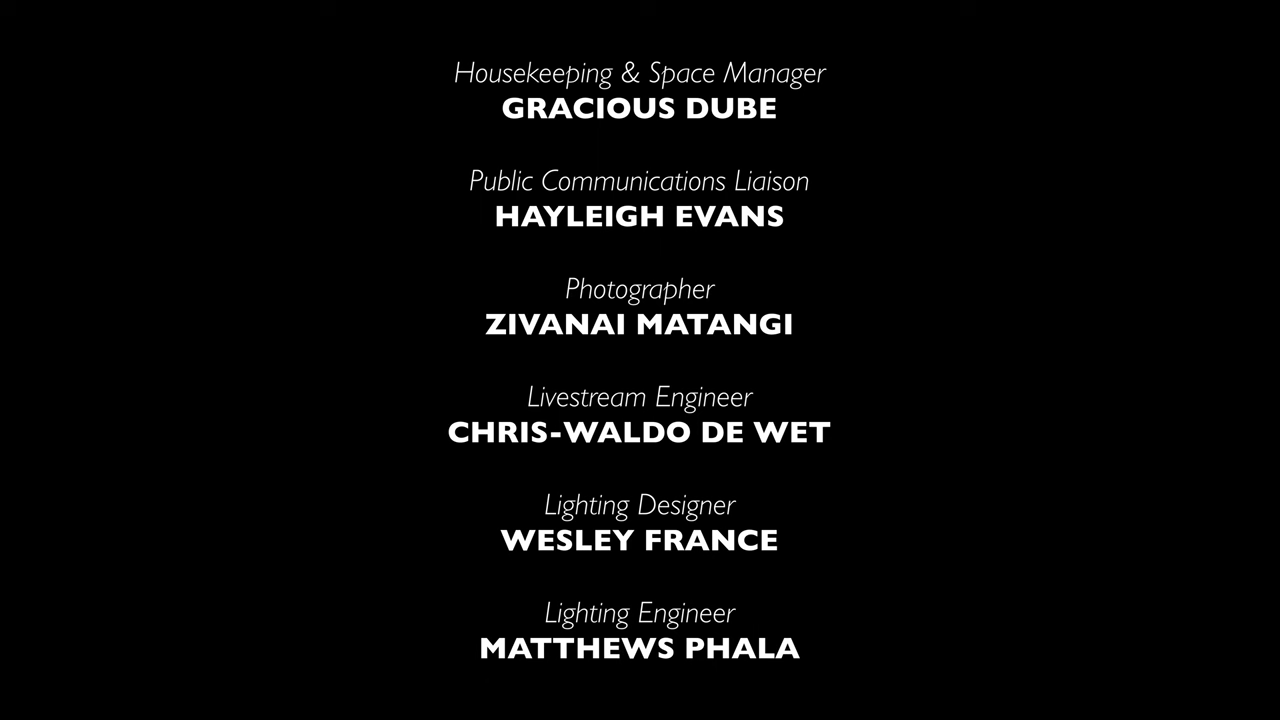 Housekeeping & Space Manager
GRACIOUS DUBE
Public Communications Liaison
HAYLEIGH EVANS
Photographer
ZIVANAI MATANGI
Livestream Engineer
CHRIS-WALDO DE WET
Lighting Designer
WESLEY FRANCE
Lighting Engineer
MATTHEWS PHALA